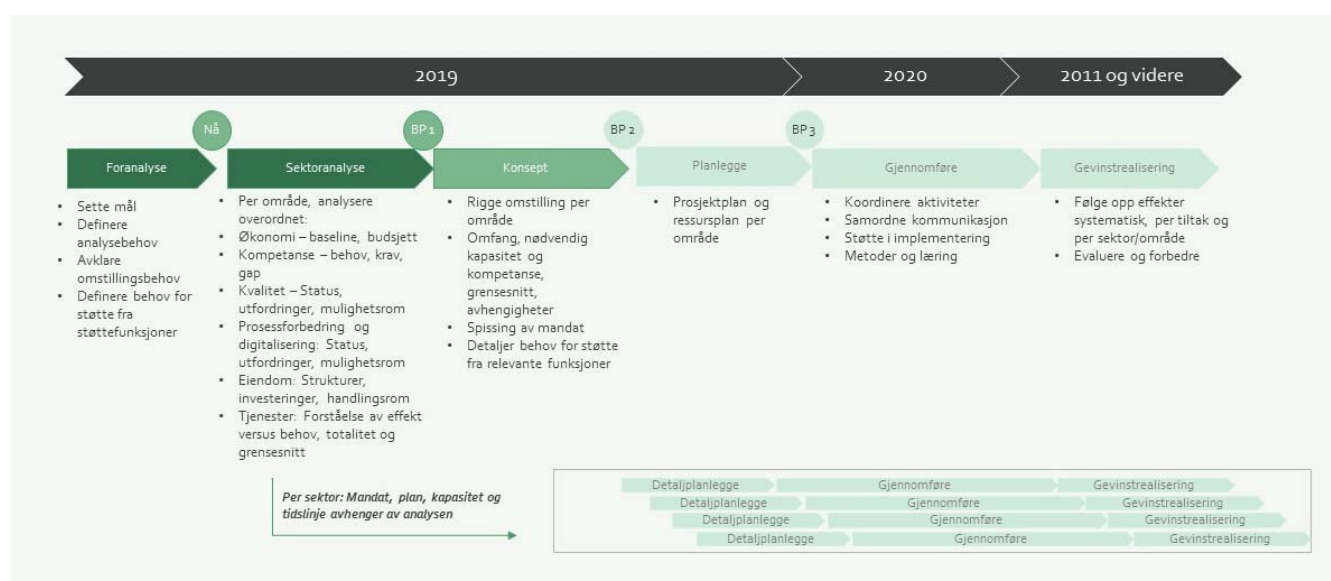 2019
2020
2011 og videre
Nå
BP 1
BP 2
BP 3
Foranalyse
Sektoranalyse
Konsept
Planlegge
Gjennomføre
Gevinstrealisering
• Sette mål
• Definere
analysebehov
• Avklare
omstillingsbehov
• Definere behov for
støtte fra
støttefunksjoner
• Per område, analysere
overordnet:
• Økonomi – baseline, budsjett
• Kompetanse – behov, krav,
gap
• Kvalitet – Status,
utfordringer, mulighetsrom
• Prosessforbedring og
digitalisering: Status,
utfordringer, mulighetsrom
• Eiendom: Strukturer,
investeringer, handlingsrom
• Tjenester: Forståelse av effekt
versus behov, totalitet og
grensesnitt
• Rigge omstilling per
område
• Omfang, nødvendig
kapasitet og
kompetanse,
grensesnitt,
avhengigheter
• Spissing av mandat
• Detaljer behov for støtte
fra relevante funksjoner
• Prosjektplan og
ressursplan per
område
• Koordinere aktiviteter
• Samordne kommunikasjon
• Støtte i implementering
• Metoder og læring
• Følge opp effekter
systematisk, per tiltak og
per sektor/område
• Evaluere og forbedre
Per sektor: Mandat, plan, kapasitet og
tidslinje avhenger av analysen
Detaljplanlegge Gjennomføre Gevinstrealisering
Detaljplanlegge Gjennomføre Gevinstrealisering
Detaljplanlegge Gjennomføre Gevinstrealisering
Detaljplanlegge Gjennomføre Gevinstrealisering